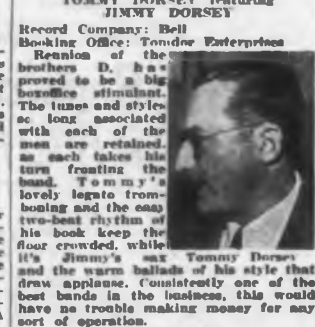 TOMMY DORSEY featuring
JIMMY DORSEY
Record Company: Bell
Booking Office: Tomdor Enterprises
Reunion of the
brothers D. has
proved to be a big
boxoffice stimulant.
The tunes and styles
so long associated
with each of the
men are retained,
as each takes his
turn fronting the
band. Tommy's
lovely legato trom-
boning and the easy
two-beat rhythm of
his book keep the
floor crowded, while
it's Jimmy's sax
Tommy Dorsey
and the warm ballads of his style that
draw applause. Consistently one of the
best bands in the business, this would
have no trouble making money for any
sort of operation.